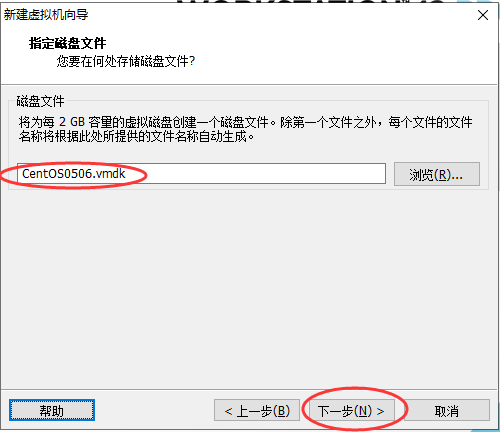 新建虚拟机向导
指定磁盘文件
您要在何处存储磁盘文件?
磁盘文件
将为每 2 GB 容量的虚拟磁盘创建一个磁盘文件。除第一个文件之外，每个文件的文件
名称将根据此处所提供的文件名称自动生成。
CentOS0506.vmdk
浏览(R)...
帮助
< 上一步(B)
下一步(N) >
取消